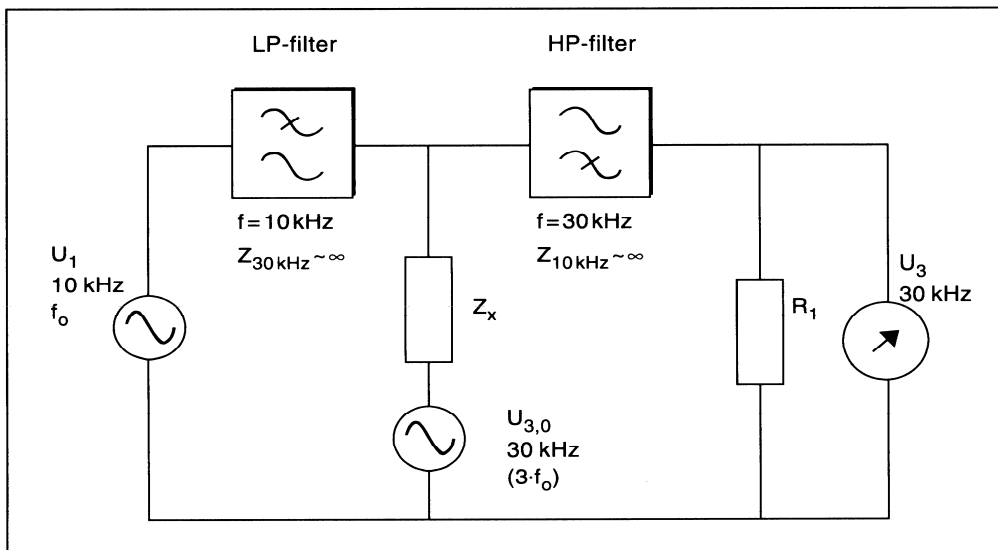 LP-filter
HP-filter
f=10kHz
Z30kHz~∞
f=30kHz
Z10kHz~∞
U1
10 kHz
fo
Zx
R1
U3
30 kHz
U3,0
30 kHz
(3·fo)